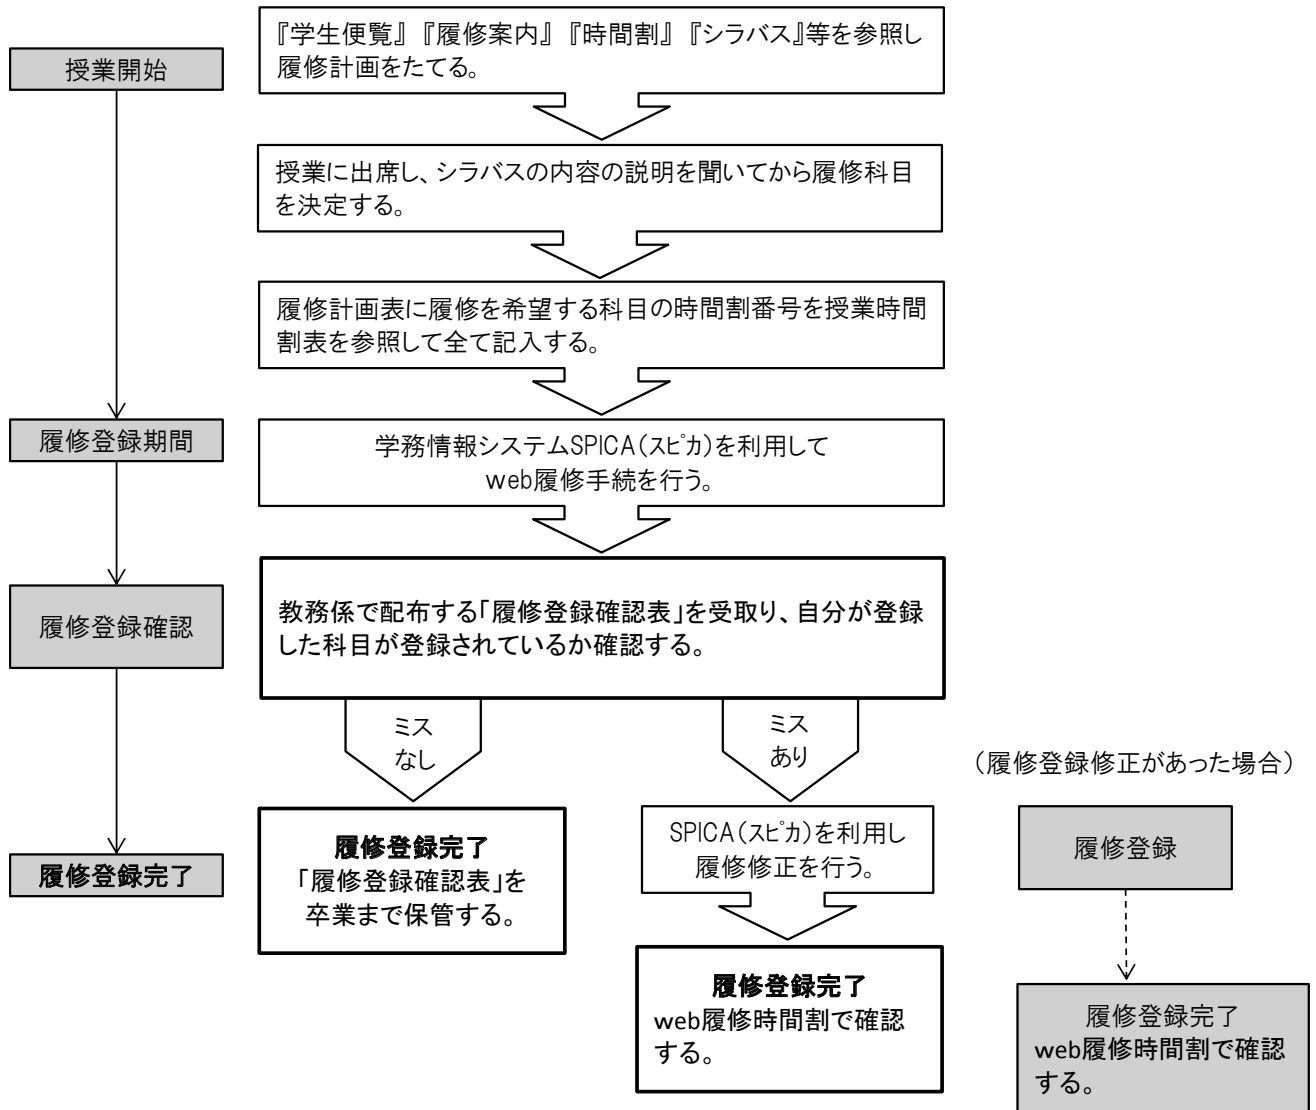 『学生便覧』『履修案内』『時間割』『シラバス』等を参照し
履修計画をたてる。
授業開始
授業に出席し、シラバスの内容の説明を聞いてから履修科目
を決定する。
履修計画表に履修を希望する科目の時間割番号を授業時間
割表を参照して全て記入する。
履修登録期間
学務情報システムSPICA(スピカ)を利用して
web履修手続を行う。
履修登録確認
教務係で配布する「履修登録確認表」を受取り、自分が登録
した科目が登録されているか確認する。
ミス
なし
ミス
あり
(履修登録修正があった場合)
履修登録完了
履修登録完了
「履修登録確認表」を
卒業まで保管する。
SPICA(スピカ)を利用し
履修修正を行う。
履修登録
履修登録完了
web履修時間割で確認
する。
履修登録完了
web履修時間割で確認
する。